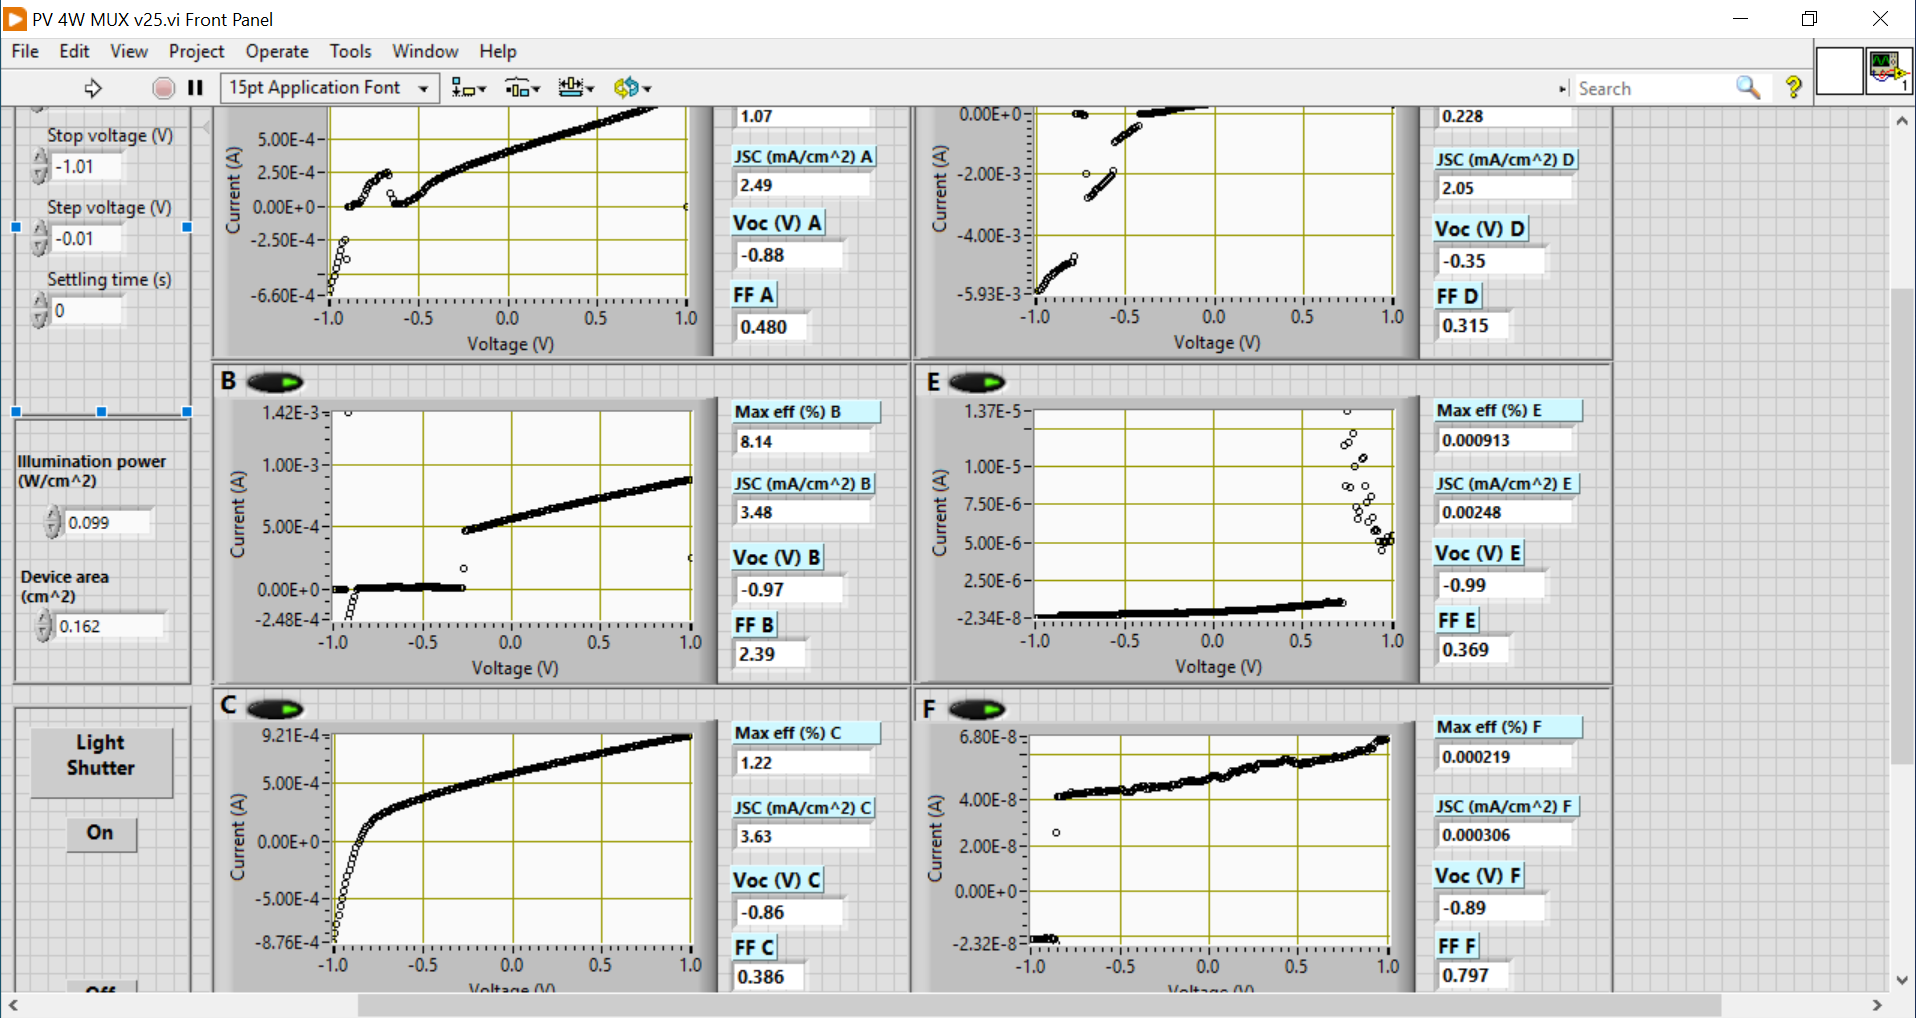 PV 4W MUX v25.vi Front Panel
File Edit View Project Operate Tools Window Help
15pt Application Font
Search
1
Stop voltage (V)
-1.01
Step voltage (V)
-0.01
Settling time (s)
0
Illumination power
(W/cm^2)
0.099
Device area
(cm^2)
0.162
Light
Shutter
On
Off
Current (A)
5.00E-4
2.50E-4
0.00E+0
-2.50E-4
-6.60E-4
-1.0 -0.5 0.0 0.5 1.0
Voltage (V)
1.07
JSC (mA/cm^2) A
2.49
Voc (V) A
-0.88
FF A
0.480
Current (A)
0.00E+0
-2.00E-3
-4.00E-3
-5.93E-3
-1.0 -0.5 0.0 0.5 1.0
Voltage (V)
0.228
JSC (mA/cm^2) D
2.05
Voc (V) D
-0.35
FF D
0.315
B
Current (A)
1.42E-3
1.00E-3
5.00E-4
0.00E+0
-2.48E-4
-1.0 -0.5 0.0 0.5 1.0
Voltage (V)
Max eff (%) B
8.14
JSC (mA/cm^2) B
3.48
Voc (V) B
-0.97
FF B
2.39
E
Current (A)
1.37E-5
1.00E-5
7.50E-6
5.00E-6
2.50E-6
-2.34E-8
-1.0 -0.5 0.0 0.5 1.0
Voltage (V)
Max eff (%) E
0.000913
JSC (mA/cm^2) E
0.00248
Voc (V) E
-0.99
FF E
0.369
C
Current (A)
9.21E-4
5.00E-4
0.00E+0
-5.00E-4
-8.76E-4
-1.0 -0.5 0.0 0.5 1.0
Voltage (V)
Max eff (%) C
1.22
JSC (mA/cm^2) C
3.63
Voc (V) C
-0.86
FF C
0.386
F
Current (A)
6.80E-8
4.00E-8
2.00E-8
0.00E+0
-2.32E-8
-1.0 -0.5 0.0 0.5 1.0
Voltage (V)
Max eff (%) F
0.000219
JSC (mA/cm^2) F
0.000306
Voc (V) F
-0.89
FF F
0.797